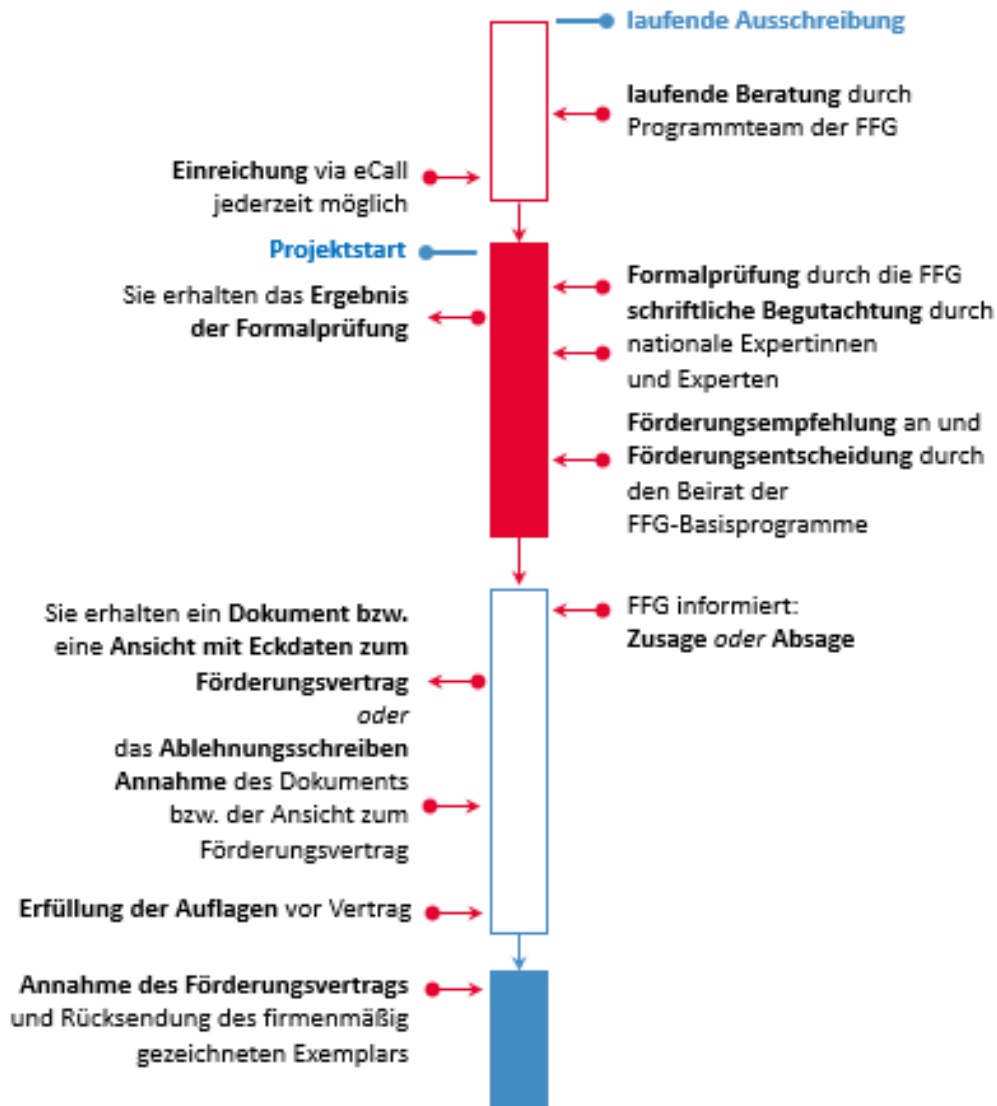 laufende Ausschreibung
laufende Beratung durch
Programmteam der FFG
Einreichung via eCall
jederzeit möglich
Projektstart
Sie erhalten das Ergebnis
der Formalprüfung
Formalprüfung durch die FFG
schriftliche Begutachtung durch
nationale Expertinnen
und Experten
Förderungsempfehlung an und
Förderungsentscheidung durch
den Beirat der
FFG-Basisprogramme
FFG informiert:
Zusage oder Absage
Sie erhalten ein Dokument bzw.
eine Ansicht mit Eckdaten zum
Förderungsvertrag
oder
das Ablehnungsschreiben
Annahme des Dokuments
bzw. der Ansicht zum
Förderungsvertrag
Erfüllung der Auflagen vor Vertrag
Annahme des Förderungsvertrags
und Rücksendung des firmenmäßig
gezeichneten Exemplars